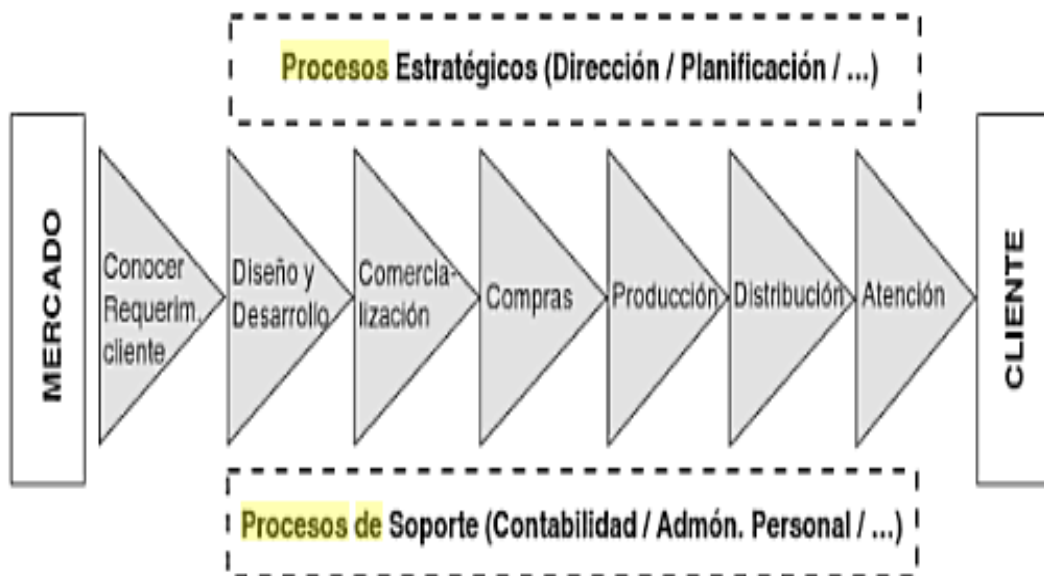 Procesos Estratégicos (Dirección / Planificación / ...)
MERCADO
Conocer
Requerim.
cliente
Diseño y
Desarrollo
Comercia-
lización
Compras
Producción
Distribución
Atención
CLIENTE
Procesos de Soporte (Contabilidad / Admón. Personal / ...)